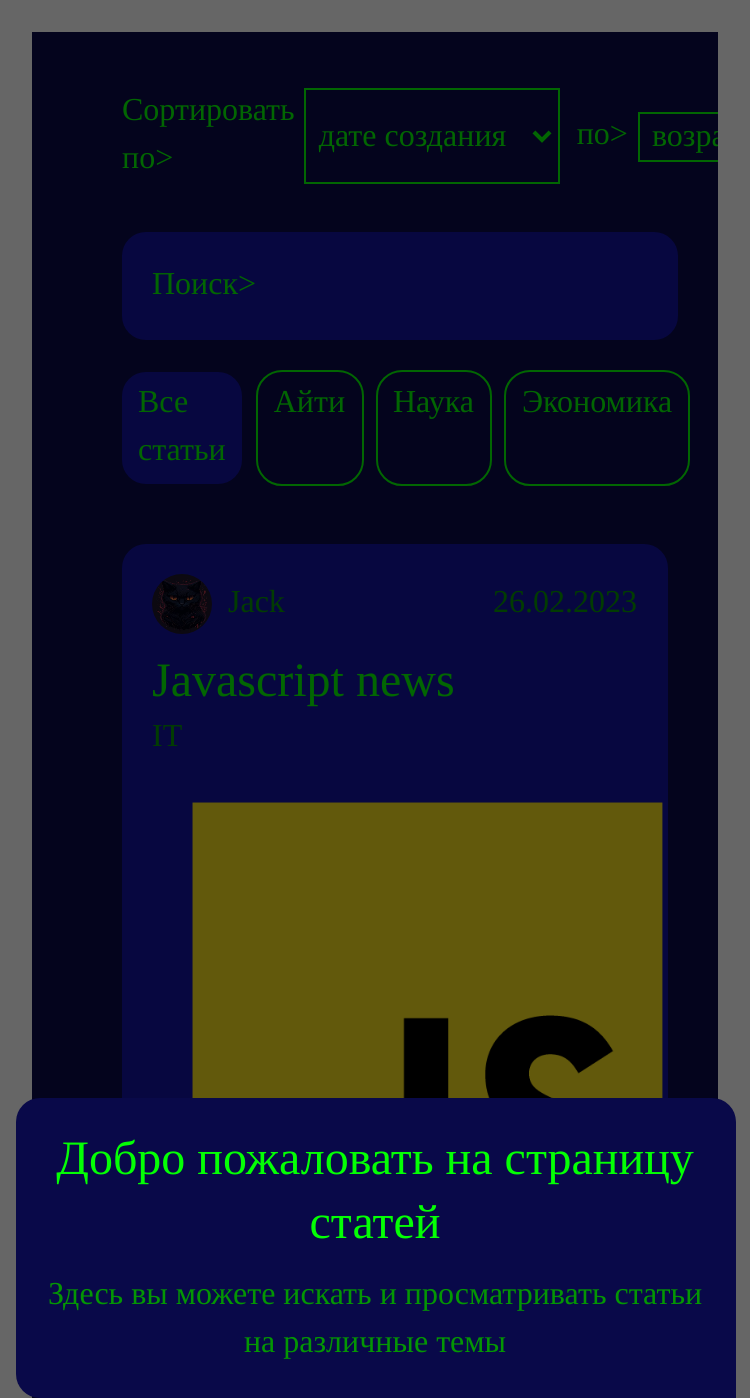 Сортировать
по>
дате создания
по>
возра
Поиск>
Все
статьи
Айти
Наука
Экономика
Jack
26.02.2023
Javascript news
IT
JS
Добро пожаловать на страницу
статей
Здесь вы можете искать и просматривать статьи
на различные темы